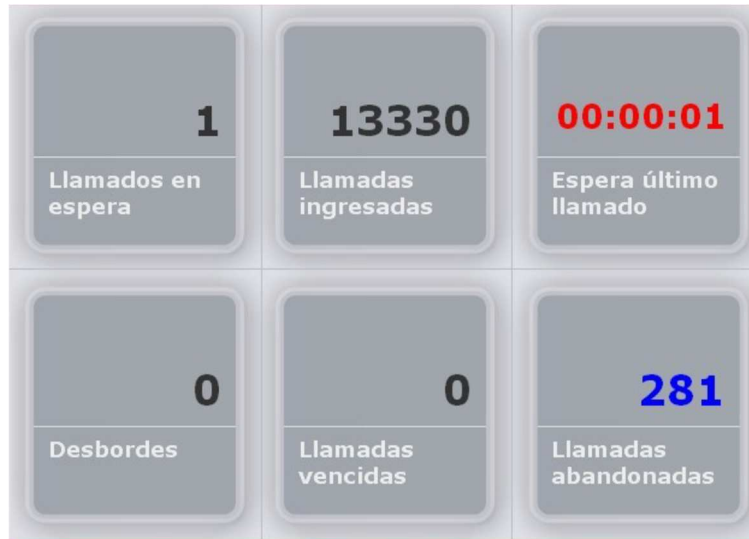 1
Llamados en
espera
13330
Llamadas
ingresadas
00:00:01
Espera último
llamado
0
Desbordes
0
Llamadas
vencidas
281
Llamadas
abandonadas